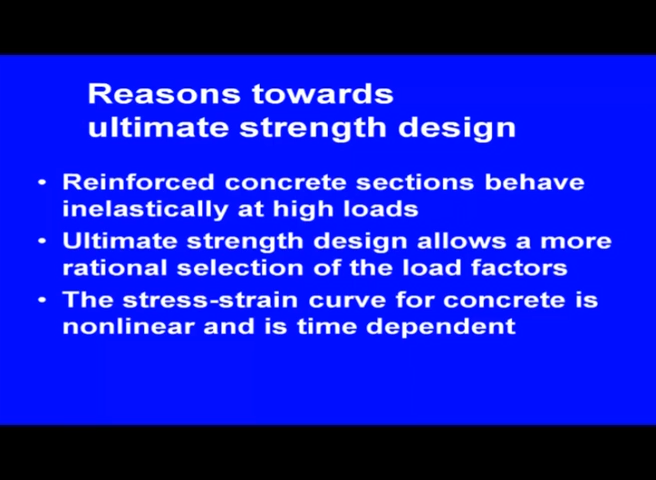 Reasons towards
ultimate strength design
• Reinforced concrete sections behave
inelastically at high loads
• Ultimate strength design allows a more
rational selection of the load factors
• The stress-strain curve for concrete is
nonlinear and is time dependent